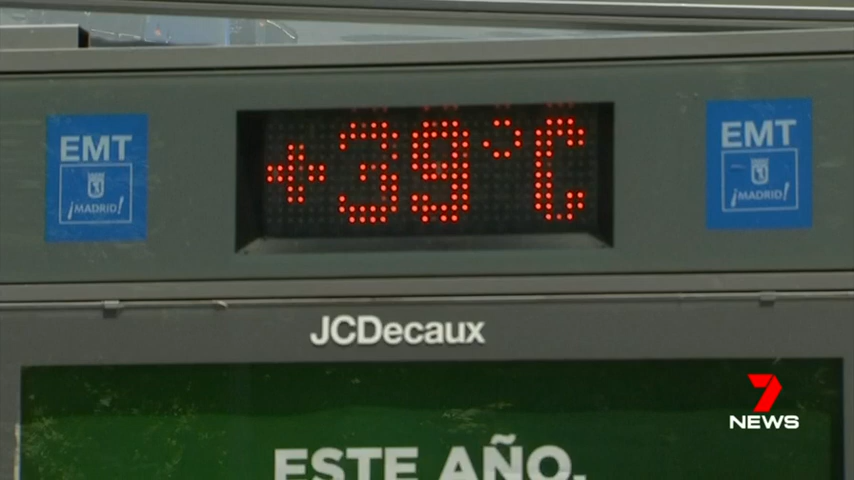 EMT
¡MADRID!
+39°C
EMT
¡MADRID!
JCDecaux
7
NEWS
ESTE AÑO,